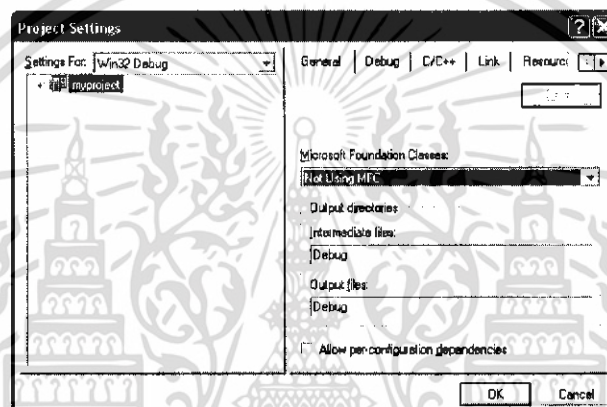 Project Settings
Settings For: Win32 Debug
myproject
General Debug C/C++ Link
Microsoft Foundation Classes:
Not Using MFC
Output directories
Intermediate files:
Debug
Output files:
Debug
Allow per-configuration dependencies
OK Cancel